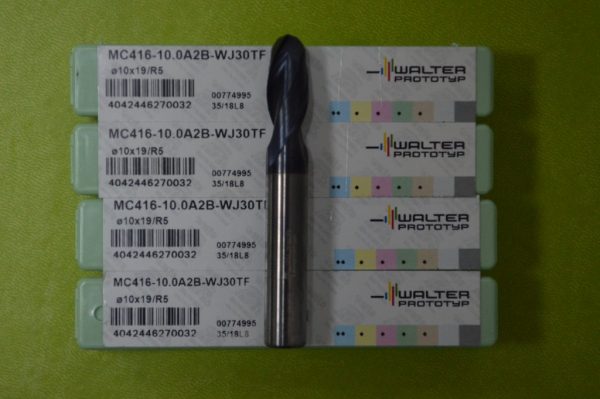 MC416-10.0A2B-WJ30TF
ø10x19/R5
4042446270032
00774995
35/18L8
WALTER
PROTOTYP
MC416-10.0A2B-WJ30TF
ø10x19/R5
4042446270032
00774995
35/18L8
WALTER
PROTOTYP
MC416-10.0A2B-WJ30T
ø10x19/R5
4042446270032
00774995
35/18L8
WALTER
PROTOTYP
MC416-10.0A2B-WJ30TF
ø10x19/R5
4042446270032
00774995
35/18L8
WALTER
PROTOTYP